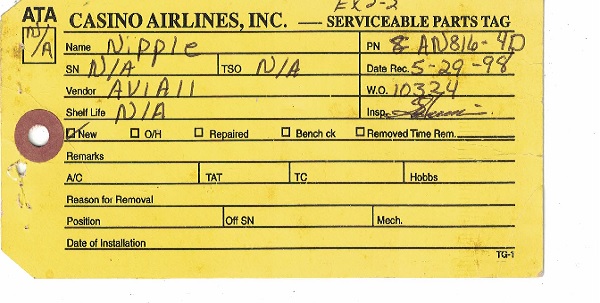 EX2-2
ATA CASINO AIRLINES, INC. — SERVICEABLE PARTS TAG
N/A
Name Nipple PN 8 AN816-4D
SN N/A TSO N/A Date Rec. 5-29-98
Vendor AVIAll W.O. 10324
Shelf Life N/A Insp.
New O/H Repaired Bench ck Removed Time Rem.
Remarks
A/C TAT TC Hobbs
Reason for Removal
Position Off SN Mech.
Date of Installation
TG-1